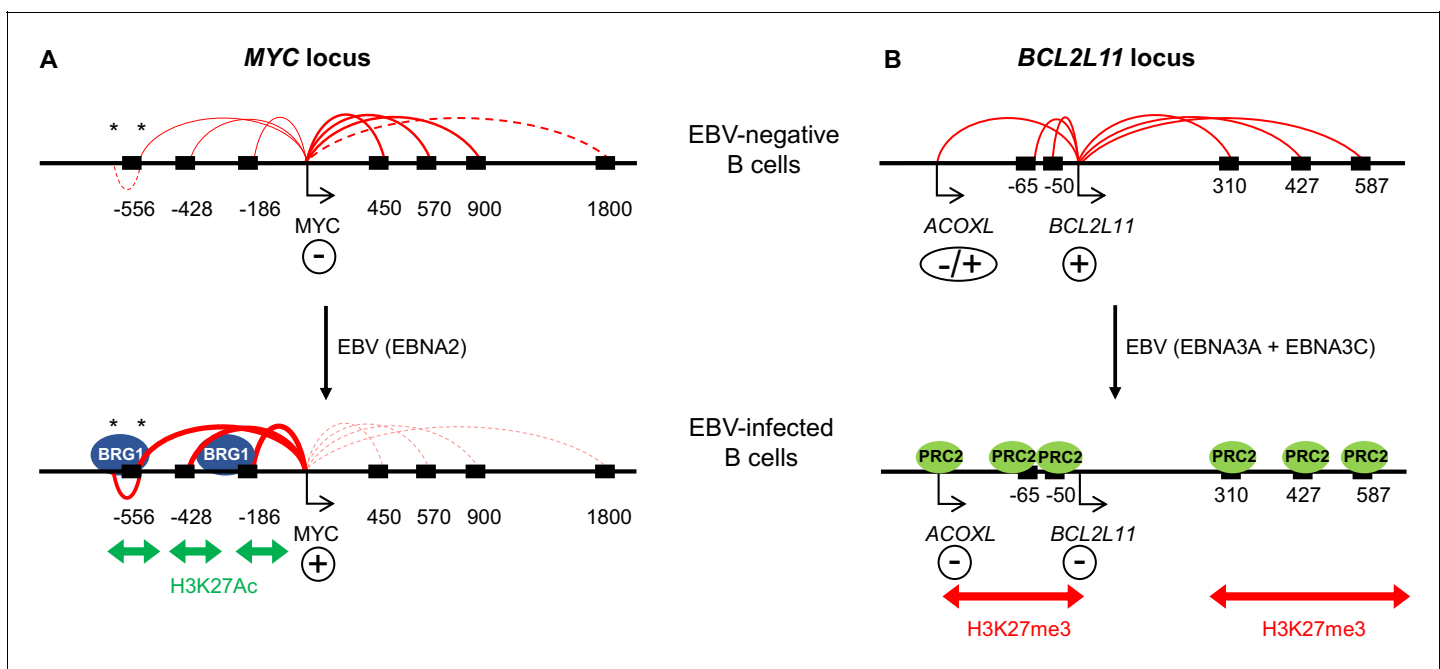 A
MYC locus
B
BCL2L11 locus
* *
EBV-negative
B cells
-556 -428 -186 450 570 900 1800
MYC
-
-65 -50 310 427 587
ACOXL BCL2L11
-/+ +
EBV (EBNA2)
EBV (EBNA3A + EBNA3C)
EBV-infected
B cells
* *
BRG1 BRG1
-556 -428 -186 450 570 900 1800
MYC
+
H3K27Ac
PRC2 PRC2 PRC2 PRC2 PRC2 PRC2
-65 -50 310 427 587
ACOXL BCL2L11
- -
H3K27me3 H3K27me3